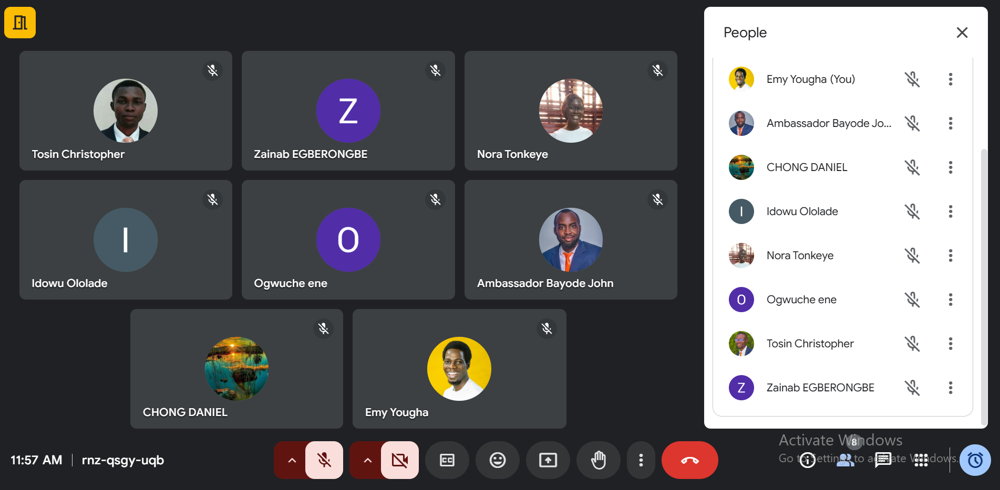 Tosin Christopher
Z
Zainab EGBERONGBE
Nora Tonkeye
I
Idowu Ololade
O
Ogwuche ene
Ambassador Bayode John
CHONG DANIEL
Emy Yougha
People
Emy Yougha (You)
Ambassador Bayode Jo...
CHONG DANIEL
I
Idowu Ololade
Nora Tonkeye
O
Ogwuche ene
Tosin Christopher
Z
Zainab EGBERONGBE
11:57 AM
rnz-qsgy-uqb
CC
8
Activate Windows
Go to Settings to activate Windows.